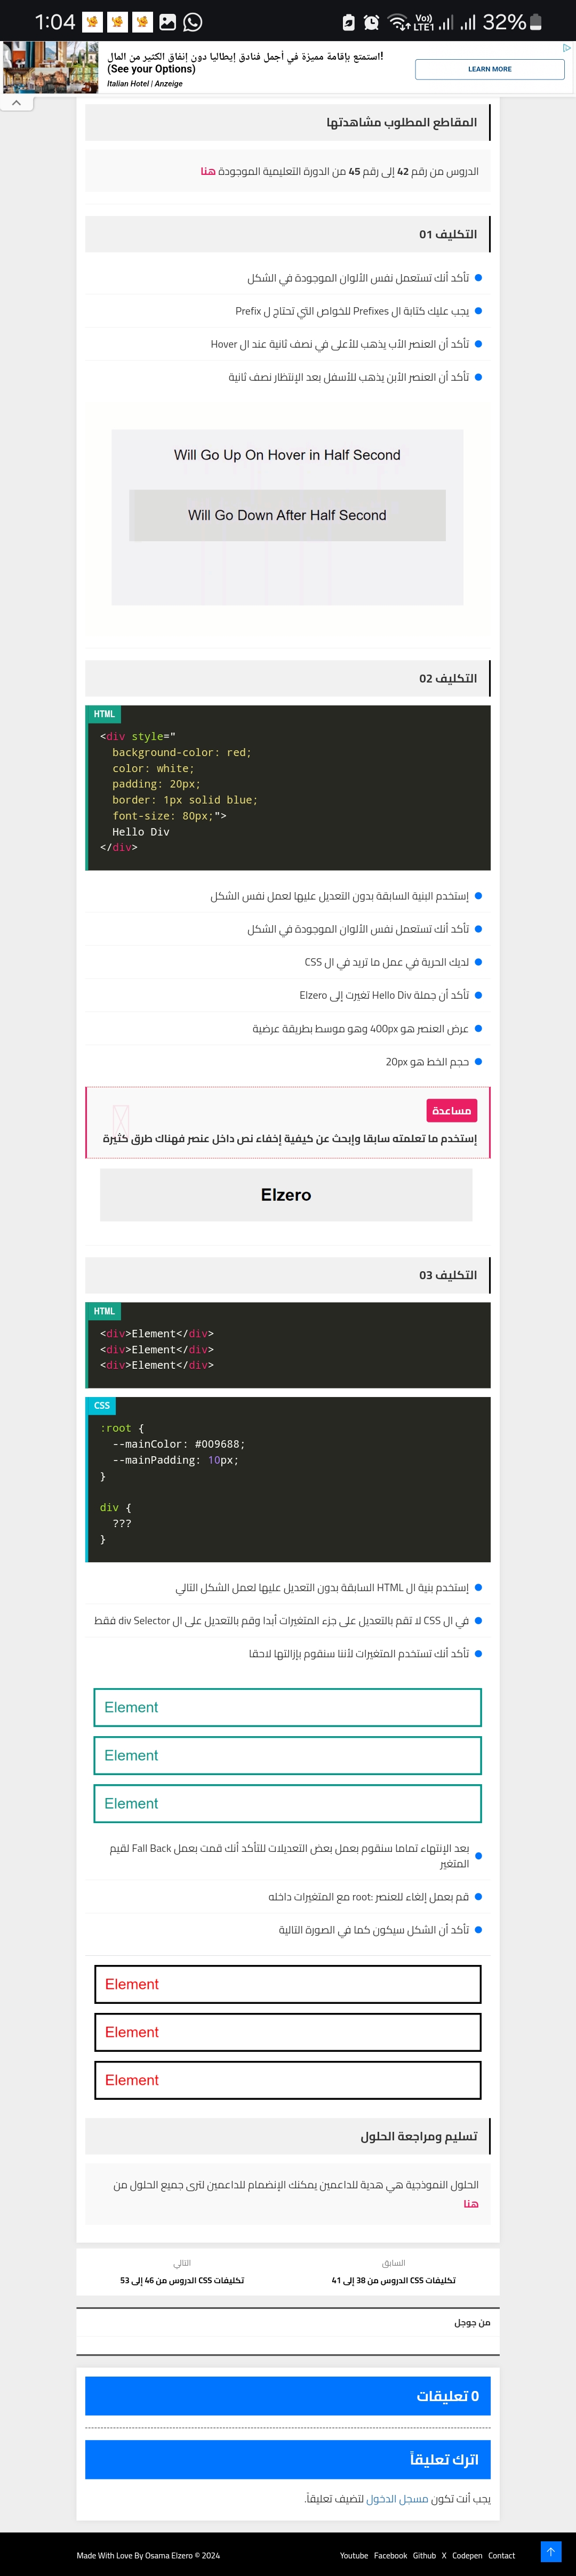 1:04
Vo))
LTE1
32%
!استمتع بإقامة مميزة في أجمل فنادق إيطاليا دون إنفاق الكثير من المال
(See your Options)
Italian Hotel | Anzeige
LEARN MORE
المقاطع المطلوب مشاهدتها
الدروس من رقم 42 إلى رقم 45 من الدورة التعليمية الموجودة هنا
التكليف 01
تأكد أنك تستعمل نفس الألوان الموجودة في الشكل
يجب عليك كتابة ال Prefixes للخواص التي تحتاج ل Prefix
تأكد أن العنصر الأب يذهب للأعلى في نصف ثانية عند ال Hover
تأكد أن العنصر الأبن يذهب للأسفل بعد الإنتظار نصف ثانية
Will Go Up On Hover in Half Second
Will Go Down After Half Second
التكليف 02
HTML
<div style="
background-color: red;
color: white;
padding: 20px;
border: 1px solid blue;
font-size: 80px;">
Hello Div
</div>
إستخدم البنية السابقة بدون التعديل عليها لعمل نفس الشكل
تأكد أنك تستعمل نفس الألوان الموجودة في الشكل
لديك الحرية في عمل ما تريد في ال CSS
تأكد أن جملة Hello Div تغيرت إلى Elzero
عرض العنصر هو 400px وهو موسط بطريقة عرضية
حجم الخط هو 20px
مساعدة
إستخدم ما تعلمته سابقا وإبحث عن كيفية إخفاء نص داخل عنصر فهناك طرق كثيرة
Elzero
التكليف 03
HTML
<div>Element</div>
<div>Element</div>
<div>Element</div>
CSS
:root {
--mainColor: #009688;
--mainPadding: 10px;
}
div {
???
}
إستخدم بنية ال HTML السابقة بدون التعديل عليها لعمل الشكل التالي
في ال CSS لا تقم بالتعديل على جزء المتغيرات أبدا وقم بالتعديل على ال div Selector فقط
تأكد أنك تستخدم المتغيرات لأننا سنقوم بإزالتها لاحقا
Element
Element
Element
بعد الإنتهاء تماما سنقوم بعمل بعض التعديلات للتأكد أنك قمت بعمل Fall Back لقيم
المتغير
قم بعمل إلغاء للعنصر :root مع المتغيرات داخله
تأكد أن الشكل سيكون كما في الصورة التالية
Element
Element
Element
تسليم ومراجعة الحلول
الحلول النموذجية هي هدية للداعمين يمكنك الإنضمام للداعمين لترى جميع الحلول من
هنا
السابق
تكليفات CSS الدروس من 38 إلى 41
التالي
تكليفات CSS الدروس من 46 إلى 53
من جوجل
0 تعليقات
اترك تعليقاً
يجب أنت تكون مسجل الدخول لتضيف تعليقاً.
Made With Love By Osama Elzero © 2024
Youtube Facebook Github X Codepen Contact